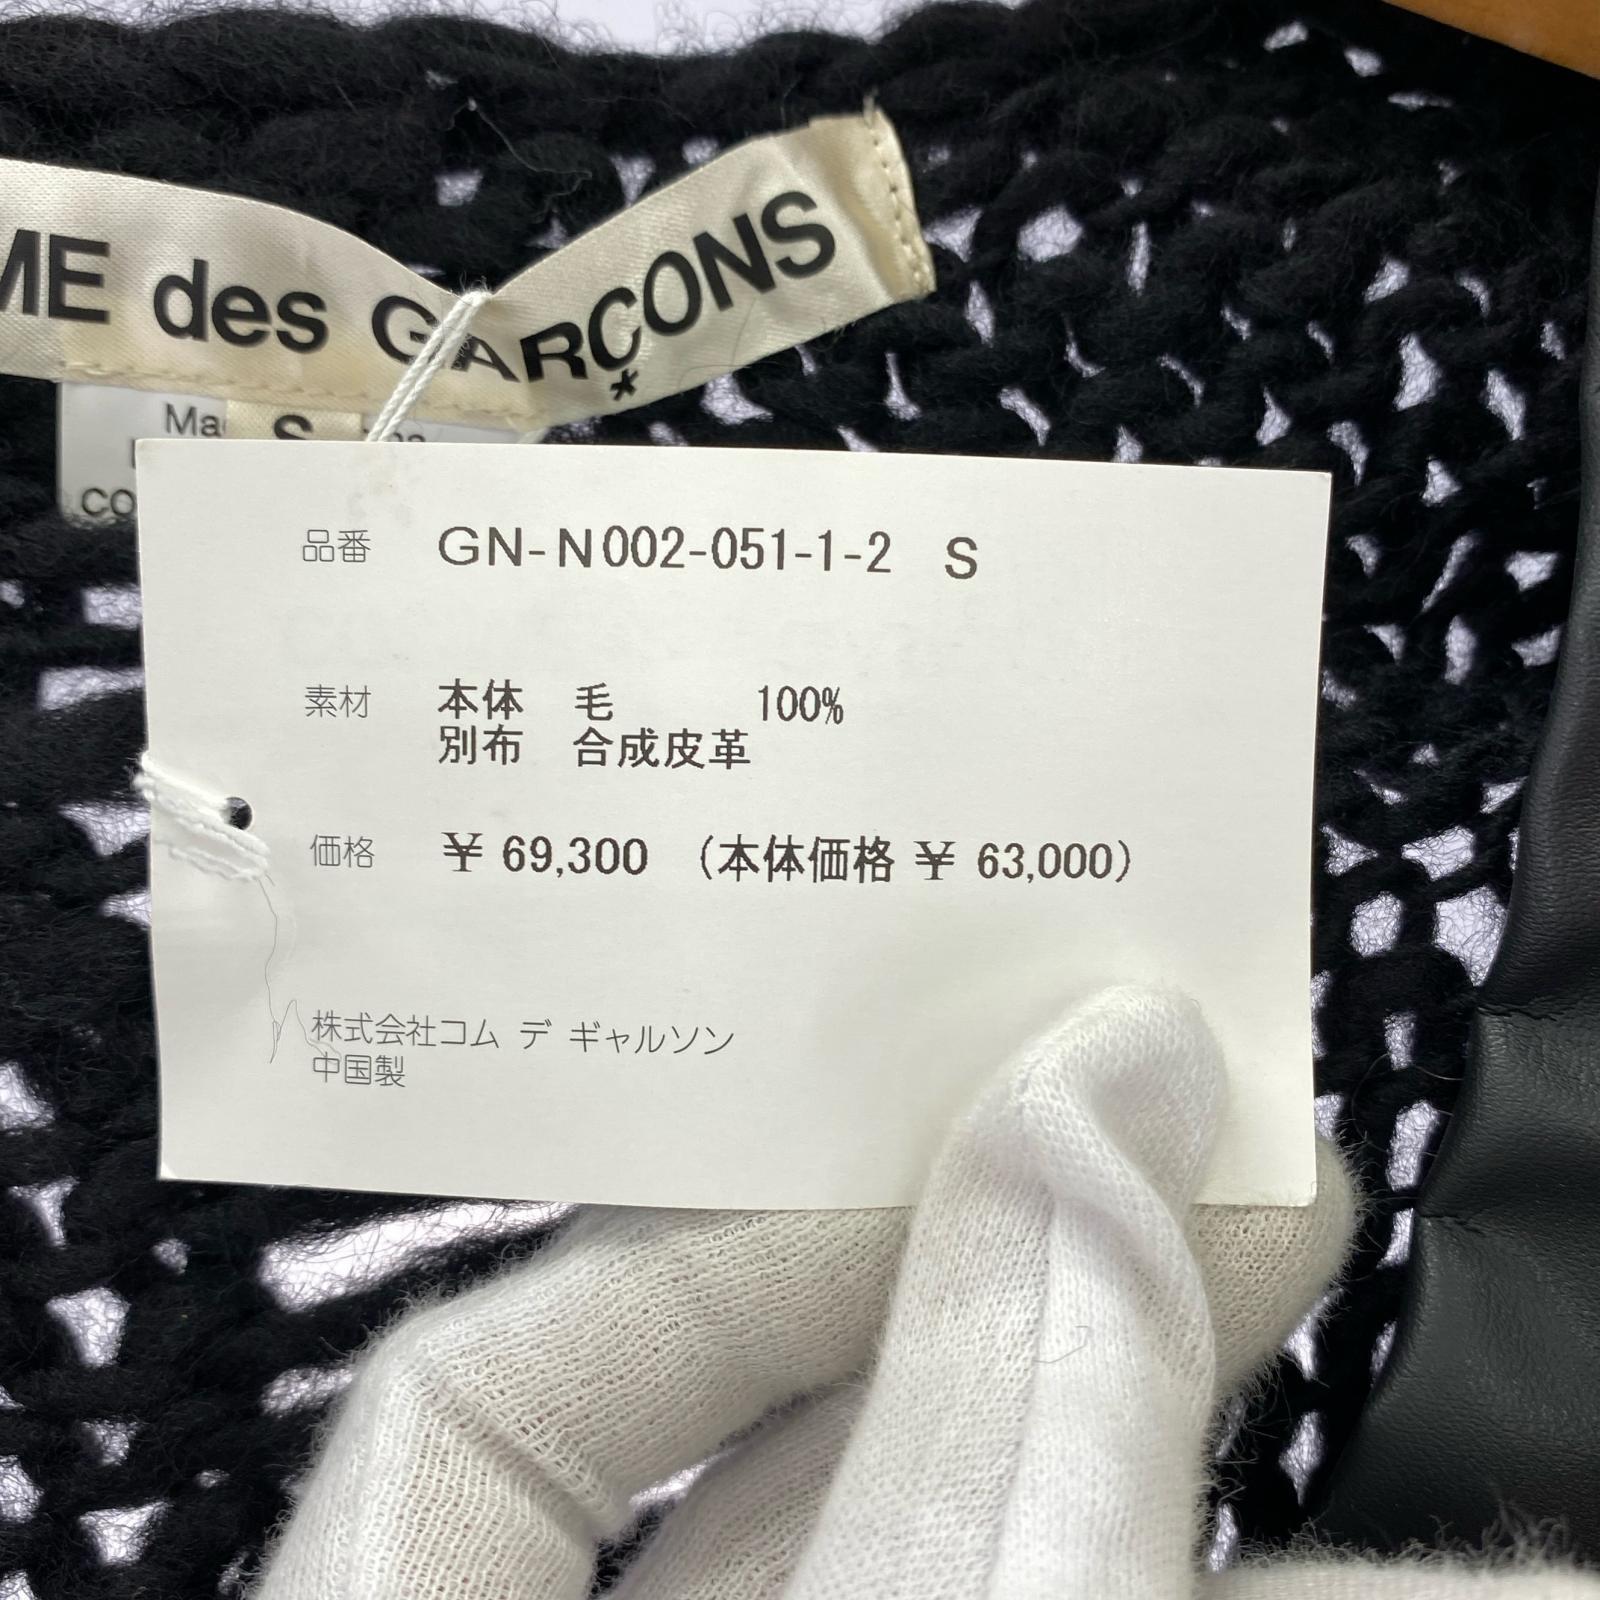 des GARÇONS
*
S
品番 GN-N002-051-1-2 S
素材 本体 毛 100%
別布 合成皮革
価格 ¥ 69,300 (本体価格 ¥ 63,000)
株式会社コム デ ギャルソン
中国製